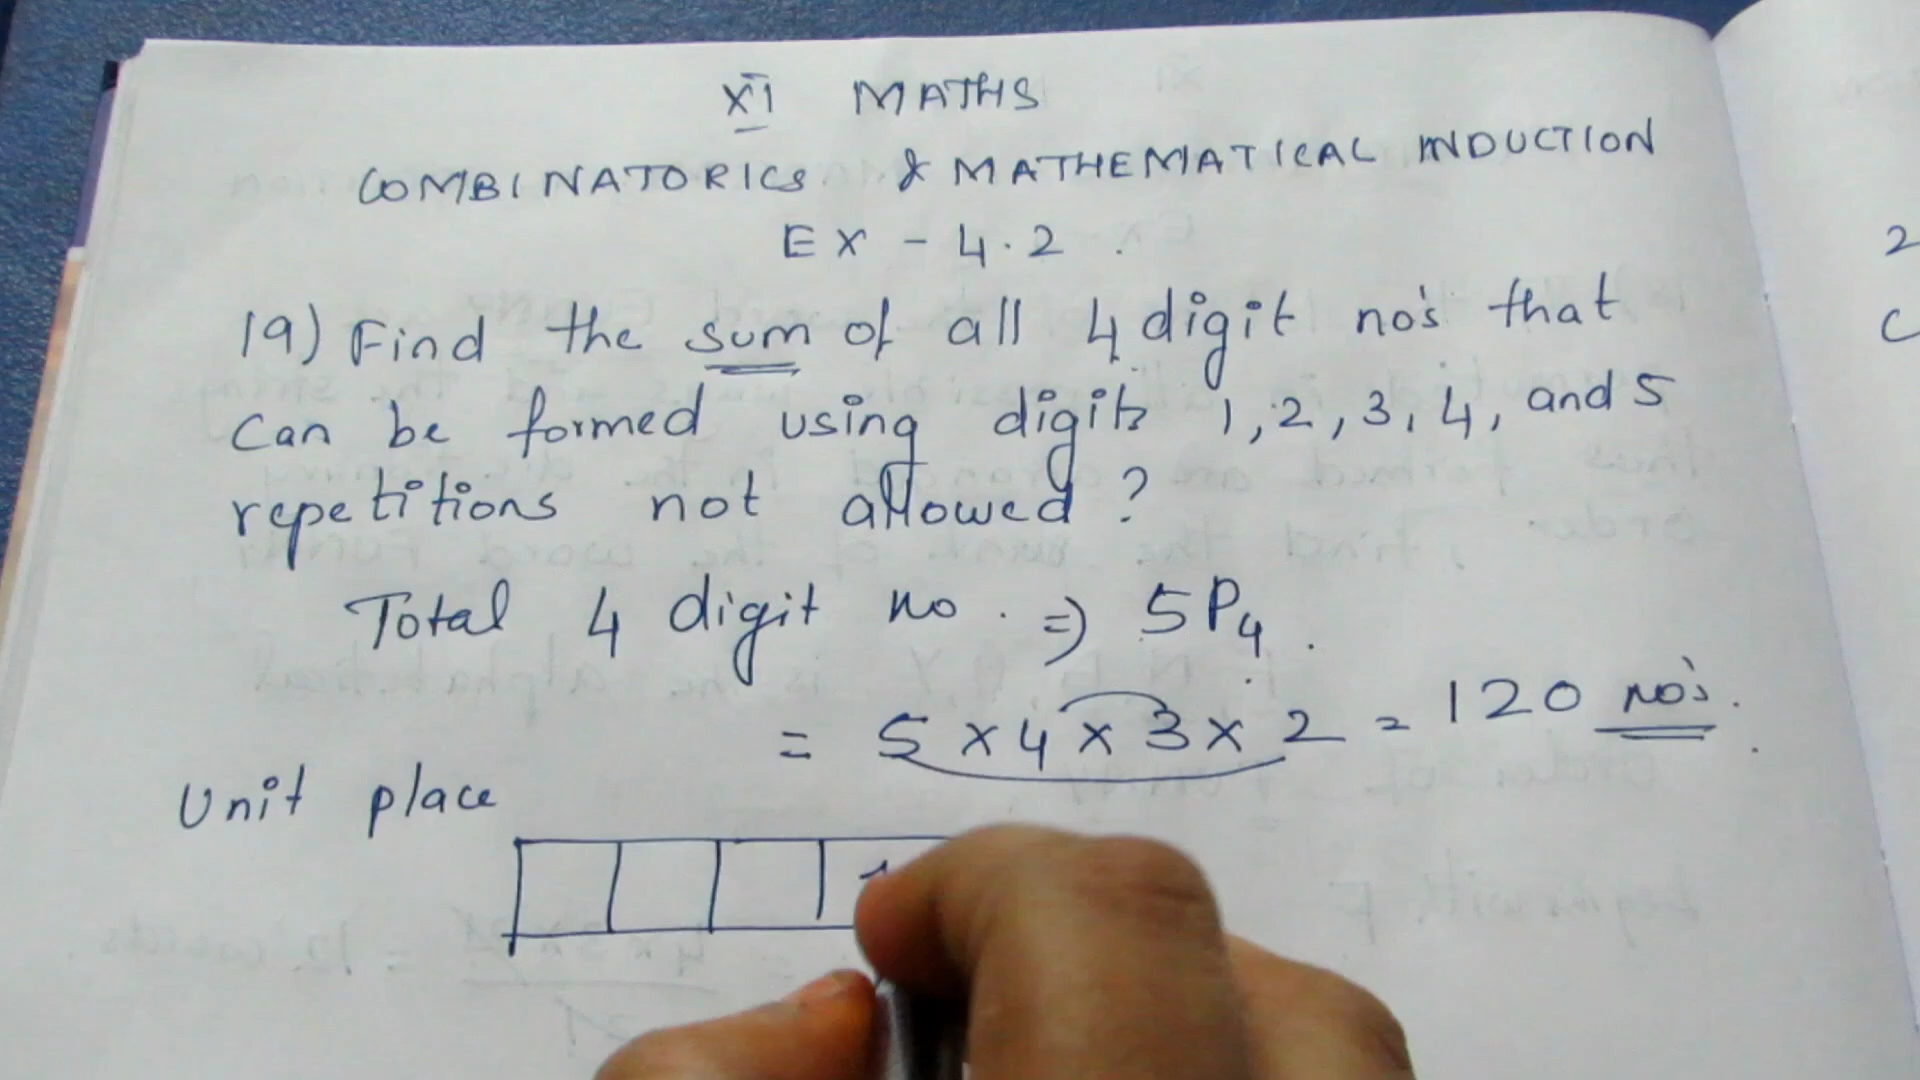 XI MATHS
COMBINATORICS & MATHEMATICAL INDUCTION
EX - 4.2.
19) Find the sum of all 4 digit no's that
can be formed using digits 1, 2, 3, 4, and 5
repetitions not allowed?
Total 4 digit no. => 5P4.
= 5 x 4 x 3 x 2 = 120 No's.
Unit place
2
C